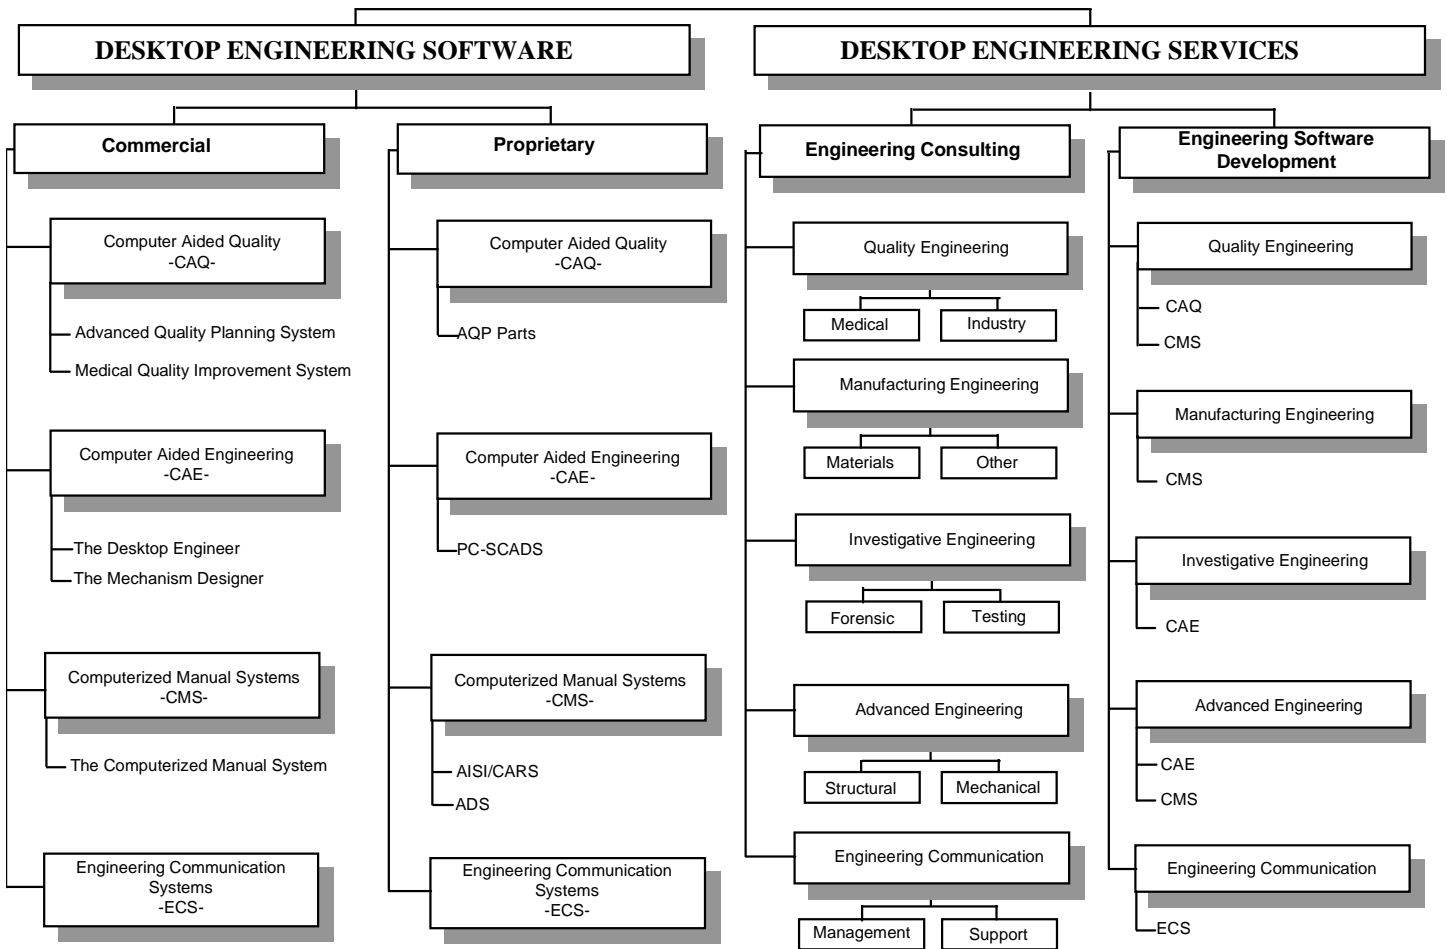 DESKTOP ENGINEERING SOFTWARE
DESKTOP ENGINEERING SERVICES
Commercial
Computer Aided Quality
-CAQ-
Advanced Quality Planning System
Medical Quality Improvement System
Computer Aided Engineering
-CAE-
The Desktop Engineer
The Mechanism Designer
Computerized Manual Systems
-CMS-
The Computerized Manual System
Engineering Communication
Systems
-ECS-
Proprietary
Computer Aided Quality
-CAQ-
AQP Parts
Computer Aided Engineering
-CAE-
PC-SCADS
Computerized Manual Systems
-CMS-
AISI/CARS
ADS
Engineering Communication
Systems
-ECS-
Engineering Consulting
Quality Engineering
Medical
Industry
Manufacturing Engineering
Materials
Other
Investigative Engineering
Forensic
Testing
Advanced Engineering
Structural
Mechanical
Engineering Communication
Management
Support
Engineering Software
Development
Quality Engineering
CAQ
CMS
Manufacturing Engineering
CMS
Investigative Engineering
CAE
Advanced Engineering
CAE
CMS
Engineering Communication
ECS